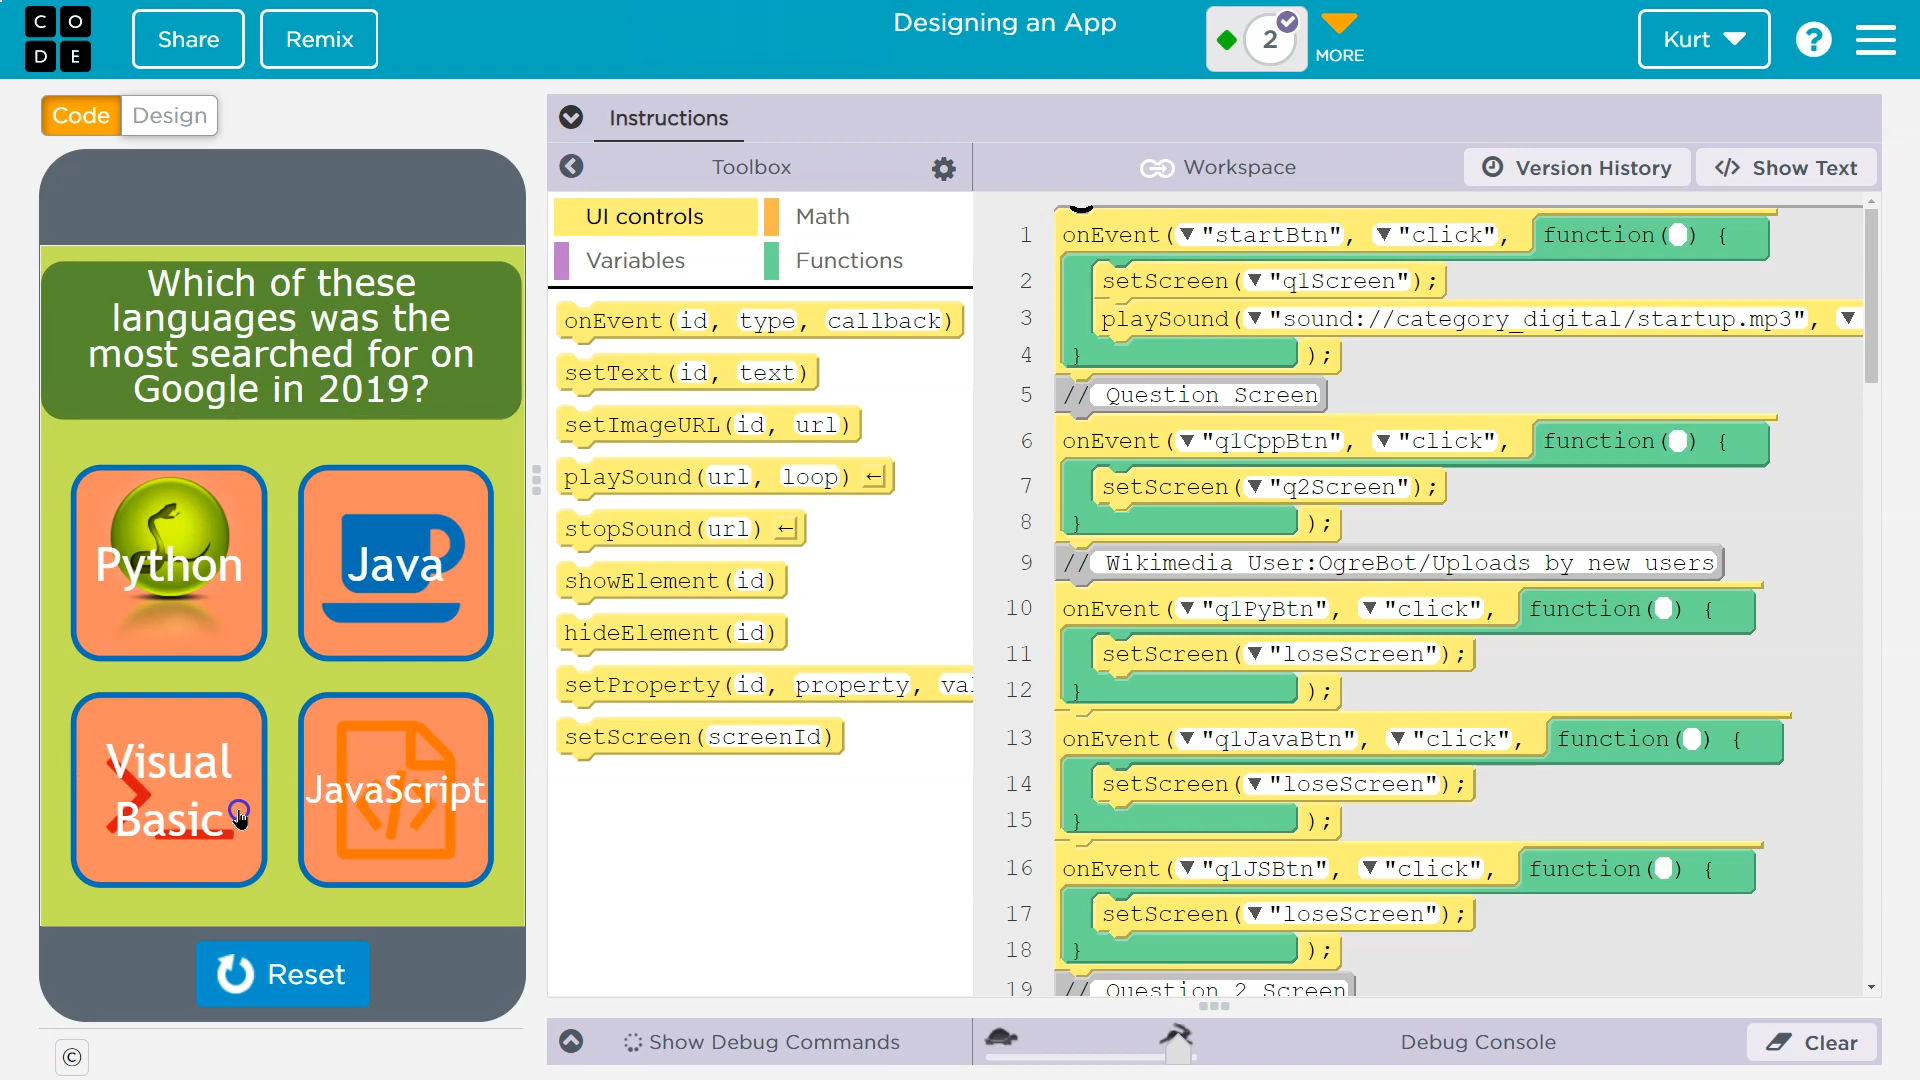 CODE
Share
Remix
Designing an App
2
MORE
Kurt
?
Code
Design
Which of these
languages was the
most searched for on
Google in 2019?
Python
Java
Visual
Basic
JavaScript
Reset
©
Instructions
Toolbox
Workspace
Version History
</> Show Text
UI controls
Math
Variables
Functions
onEvent(id, type, callback)
setText(id, text)
setImageURL(id, url)
playSound(url, loop) ←
stopSound(url) ←
showElement(id)
hideElement(id)
setProperty(id, property, val
setScreen(screenId)
1 onEvent(▼"startBtn", ▼"click", function() {
2 setScreen(▼"q1Screen");
3 playSound(▼"sound://category_digital/startup.mp3", ▼
4 } );
5 // Question Screen
6 onEvent(▼"q1CppBtn", ▼"click", function() {
7 setScreen(▼"q2Screen");
8 } );
9 // Wikimedia User:OgreBot/Uploads by new users
10 onEvent(▼"q1PyBtn", ▼"click", function() {
11 setScreen(▼"loseScreen");
12 } );
13 onEvent(▼"q1JavaBtn", ▼"click", function() {
14 setScreen(▼"loseScreen");
15 } );
16 onEvent(▼"q1JSBtn", ▼"click", function() {
17 setScreen(▼"loseScreen");
18 } );
19 // Question 2 Screen
Show Debug Commands
Debug Console
Clear